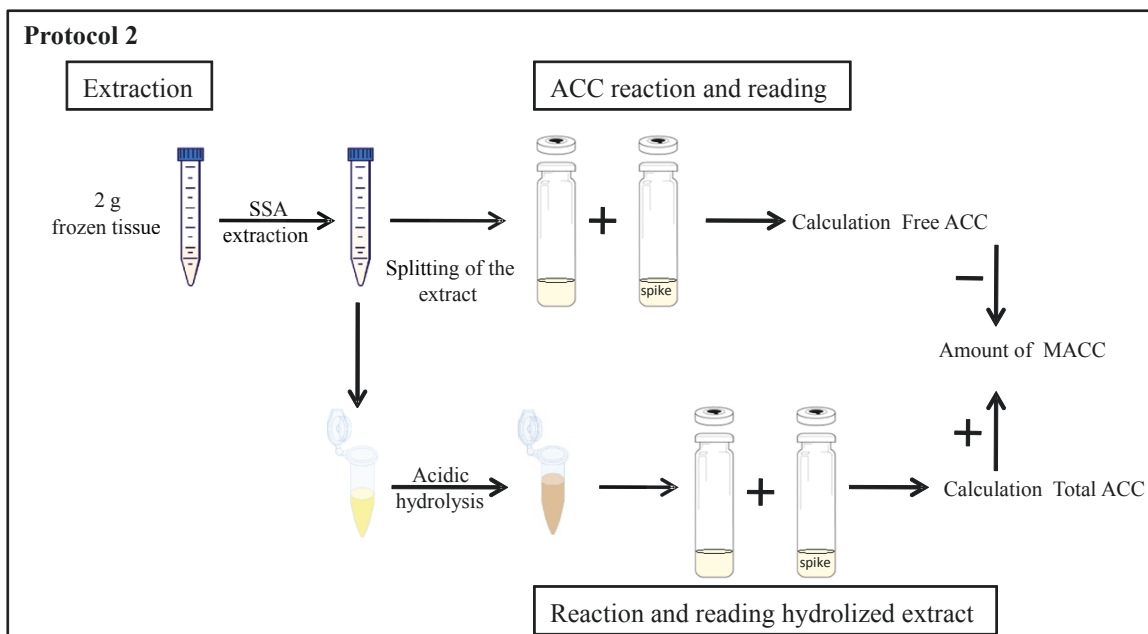 Protocol 2
Extraction
ACC reaction and reading
2 g
frozen tissue
SSA
extraction
Splitting of the
extract
+
spike
Calculation Free ACC
−
Amount of MACC
+
Acidic
hydrolysis
+
spike
Calculation Total ACC
Reaction and reading hydrolized extract